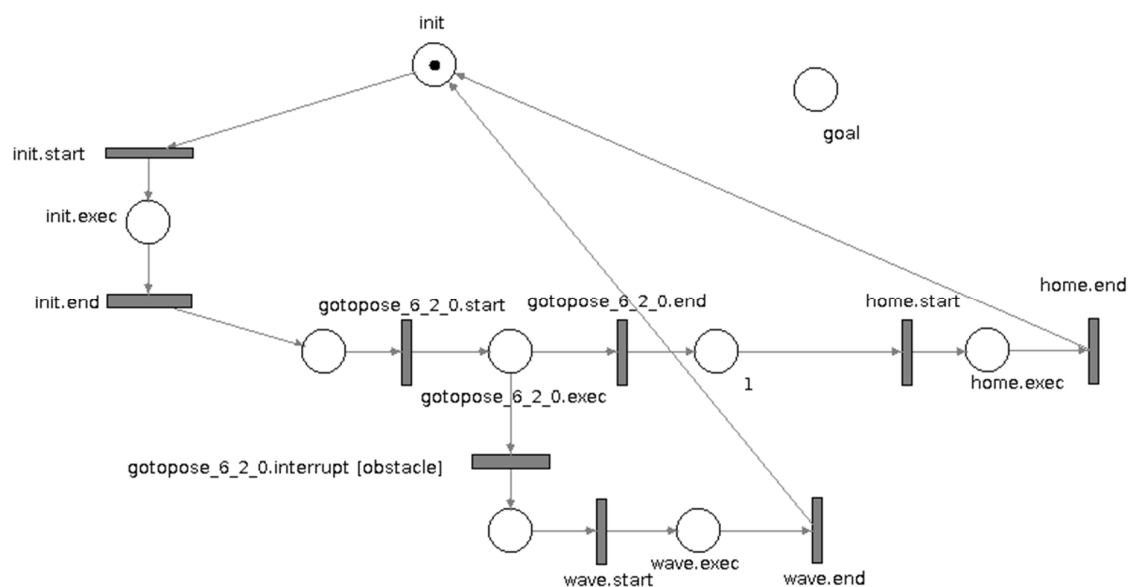 init
goal
init.start
init.exec
init.end
gotopose_6_2_0.start
gotopose_6_2_0.end
home.start
home.end
1
home.exec
gotopose_6_2_0.exec
gotopose_6_2_0.interrupt [obstacle]
wave.exec
wave.start
wave.end